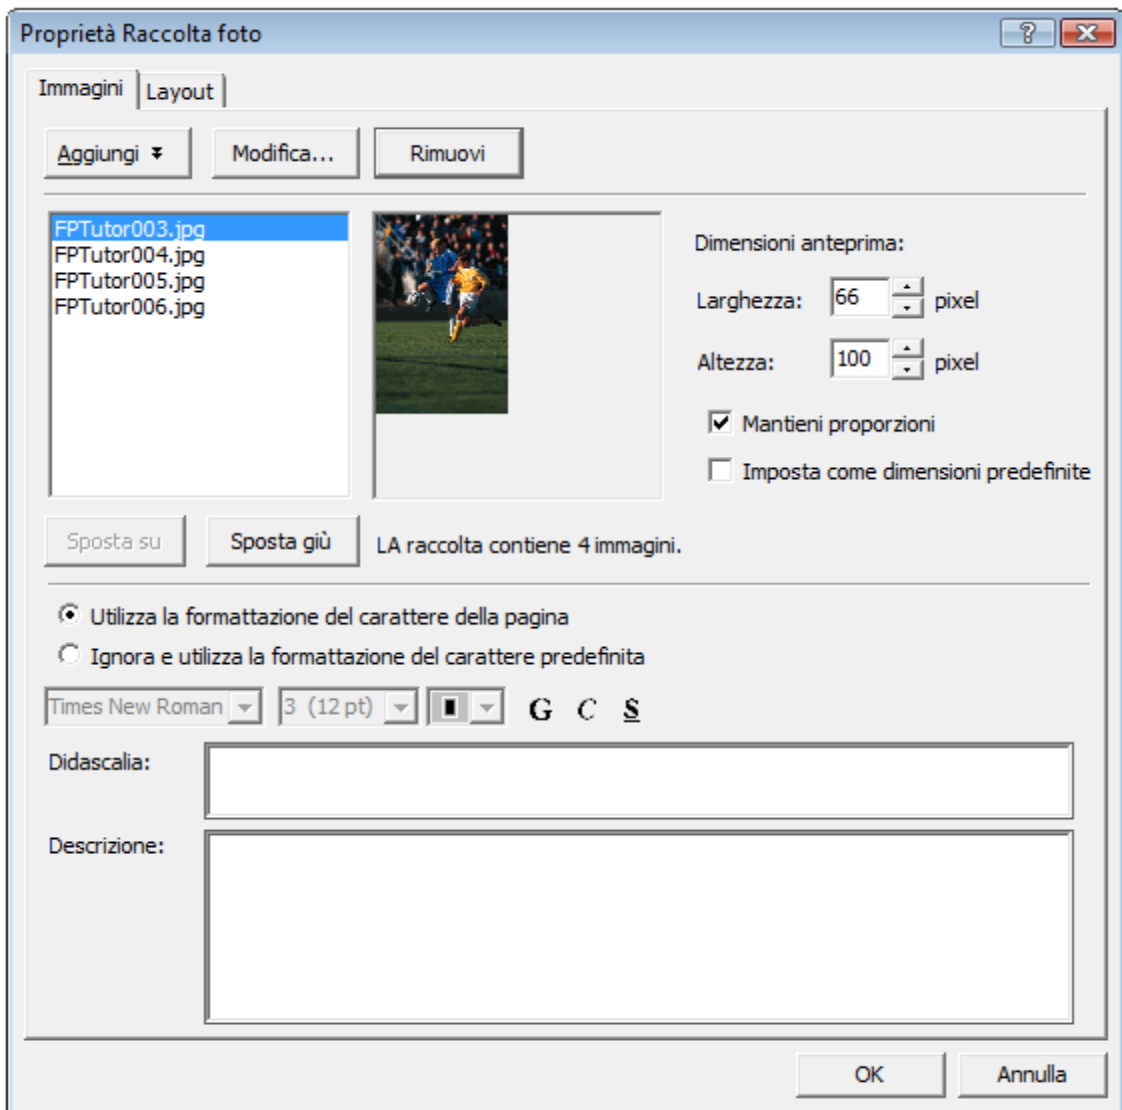 Proprietà Raccolta foto
Immagini
Layout
Aggiungi
Modifica...
Rimuovi
FPTutor003.jpg
FPTutor004.jpg
FPTutor005.jpg
FPTutor006.jpg
Dimensioni anteprima:
Larghezza: 66 pixel
Altezza: 100 pixel
Mantieni proporzioni
Imposta come dimensioni predefinite
Sposta su
Sposta giù
LA raccolta contiene 4 immagini.
Utilizza la formattazione del carattere della pagina
Ignora e utilizza la formattazione del carattere predefinita
Times New Roman
3 (12 pt)
G C S
Didascalia:
Descrizione:
OK
Annulla